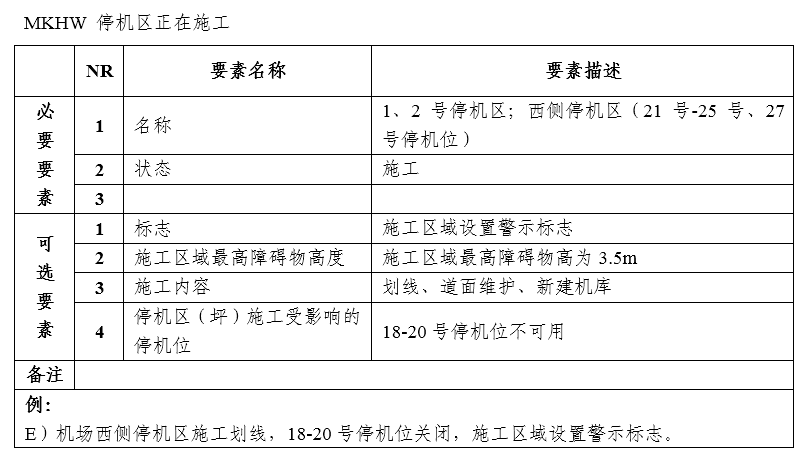 MKHW 停机区正在施工
NR 要素名称 要素描述
必要要素
1 名称 1、2 号停机区；西侧停机区（21 号-25 号、27
号停机位）
2 状态 施工
3
可选要素
1 标志 施工区域设置警示标志
2 施工区域最高障碍物高度 施工区域最高障碍物高为 3.5m
3 施工内容 划线、道面维护、新建机库
4 停机区（坪）施工受影响的
停机位 18-20 号停机位不可用
备注
例：
E）机场西侧停机区施工划线，18-20 号停机位关闭，施工区域设置警示标志。